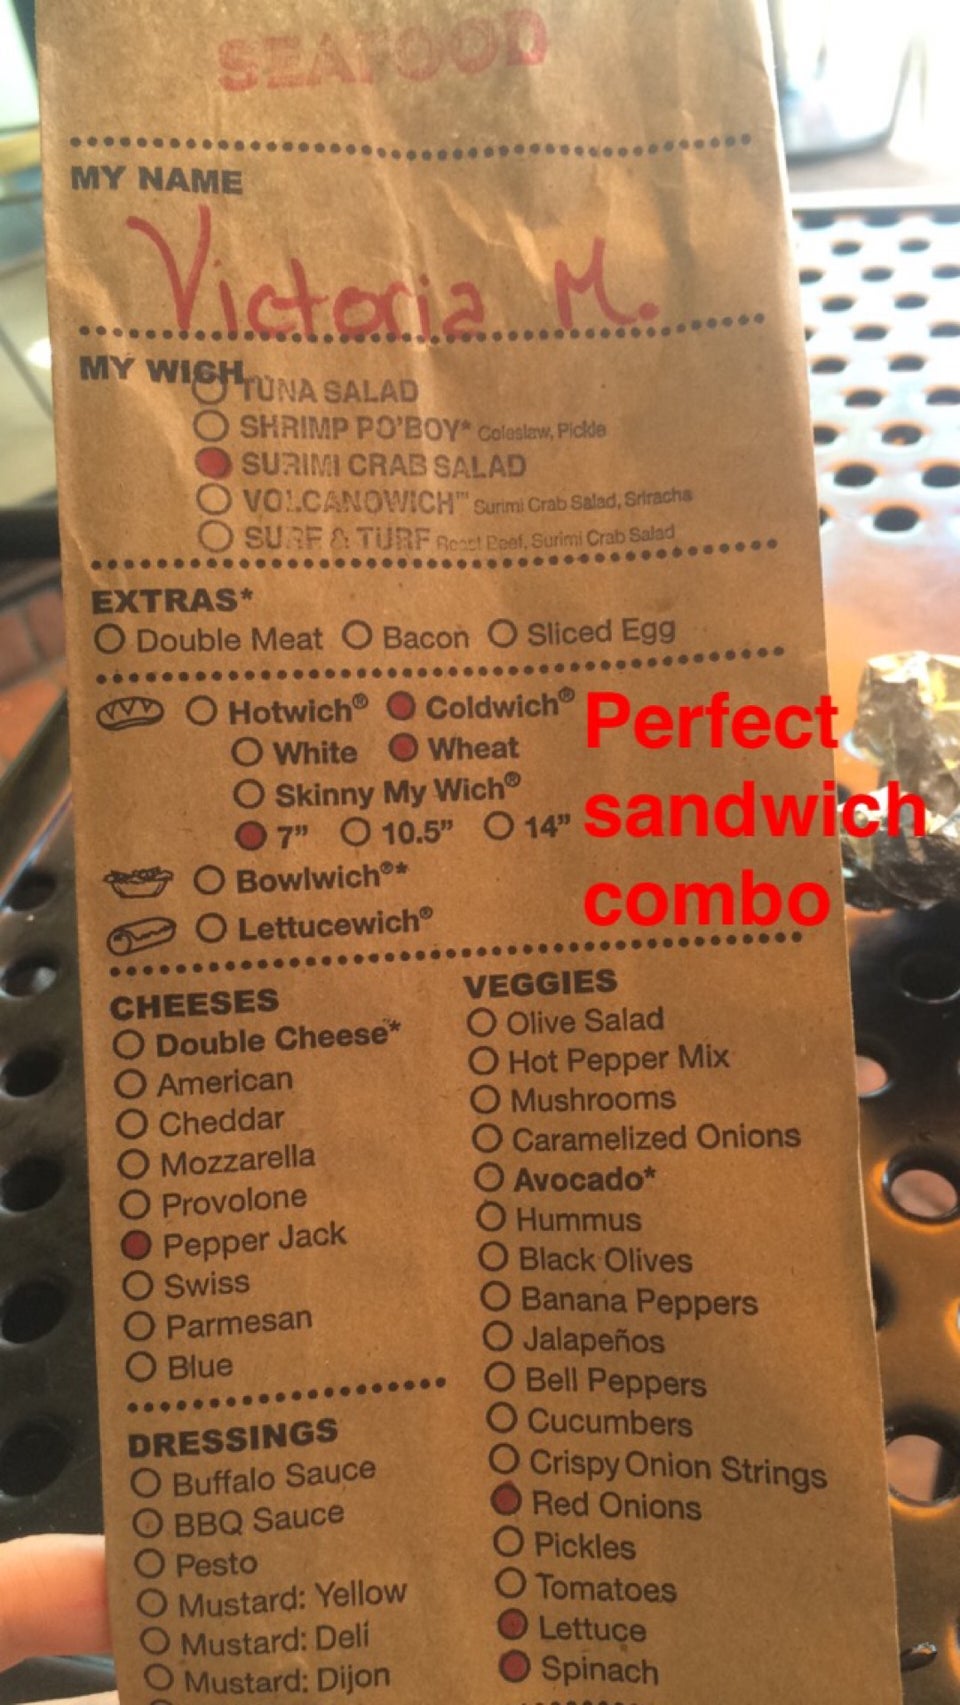 SEAFOOD
MY NAME
Victoria M.
MY WICH
TUNA SALAD
SHRIMP PO'BOY* Coleslaw, Pickle
SURIMI CRAB SALAD
VOLCANOWICH™ Surimi Crab Salad, Sriracha
SURF & TURF Roast Beef, Surimi Crab Salad
EXTRAS*
Double Meat Bacon Sliced Egg
Hotwich® Coldwich®
White Wheat
Skinny My Wich®
7" 10.5" 14"
Bowlwich®*
Lettucewich®
Perfect
sandwich
combo
CHEESES
Double Cheese*
American
Cheddar
Mozzarella
Provolone
Pepper Jack
Swiss
Parmesan
Blue
DRESSINGS
Buffalo Sauce
BBQ Sauce
Pesto
Mustard: Yellow
Mustard: Deli
Mustard: Dijon
VEGGIES
Olive Salad
Hot Pepper Mix
Mushrooms
Caramelized Onions
Avocado*
Hummus
Black Olives
Banana Peppers
Jalapeños
Bell Peppers
Cucumbers
Crispy Onion Strings
Red Onions
Pickles
Tomatoes
Lettuce
Spinach